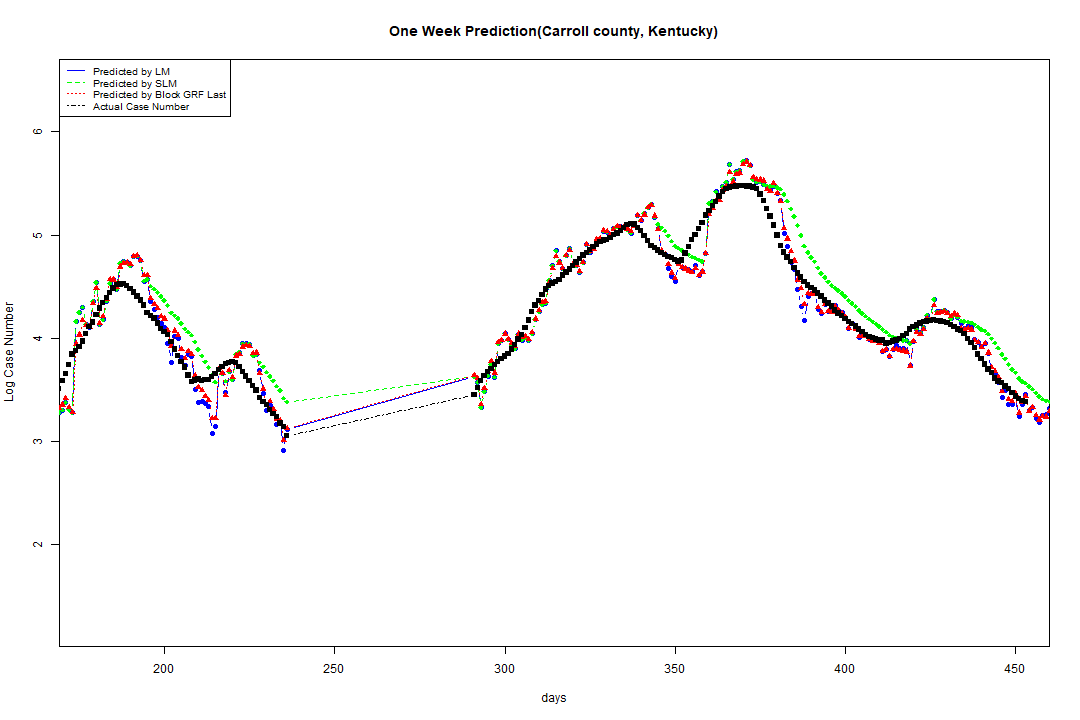 One Week Prediction(Carroll county, Kentucky)
Predicted by LM
Predicted by SLM
Predicted by Block GRF Last
Actual Case Number
6
5
4
3
2
Log Case Number
200 250 300 350 400 450
days